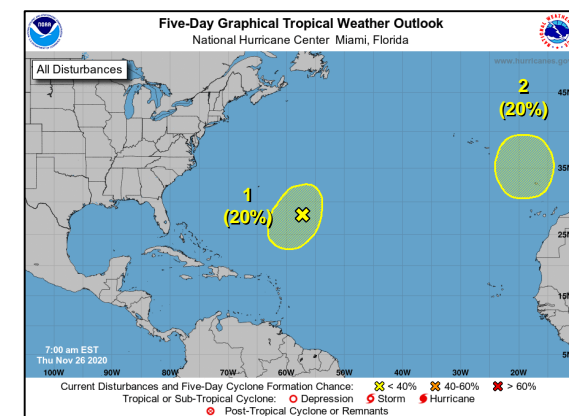 Five-Day Graphical Tropical Weather Outlook
National Hurricane Center Miami, Florida
NOAA
All Disturbances
www.hurricanes.gov
2
(20%)
45N
35N
1
(20%)
25N
15N
5N
7:00 am EST
Thu Nov 26 2020
100W 90W 80W 70W 60W 50W 40W 30W 20W
Current Disturbances and Five-Day Cyclone Formation Chance: < 40% 40-60% > 60%
Tropical or Sub-Tropical Cyclone: Depression Storm Hurricane
Post-Tropical Cyclone or Remnants